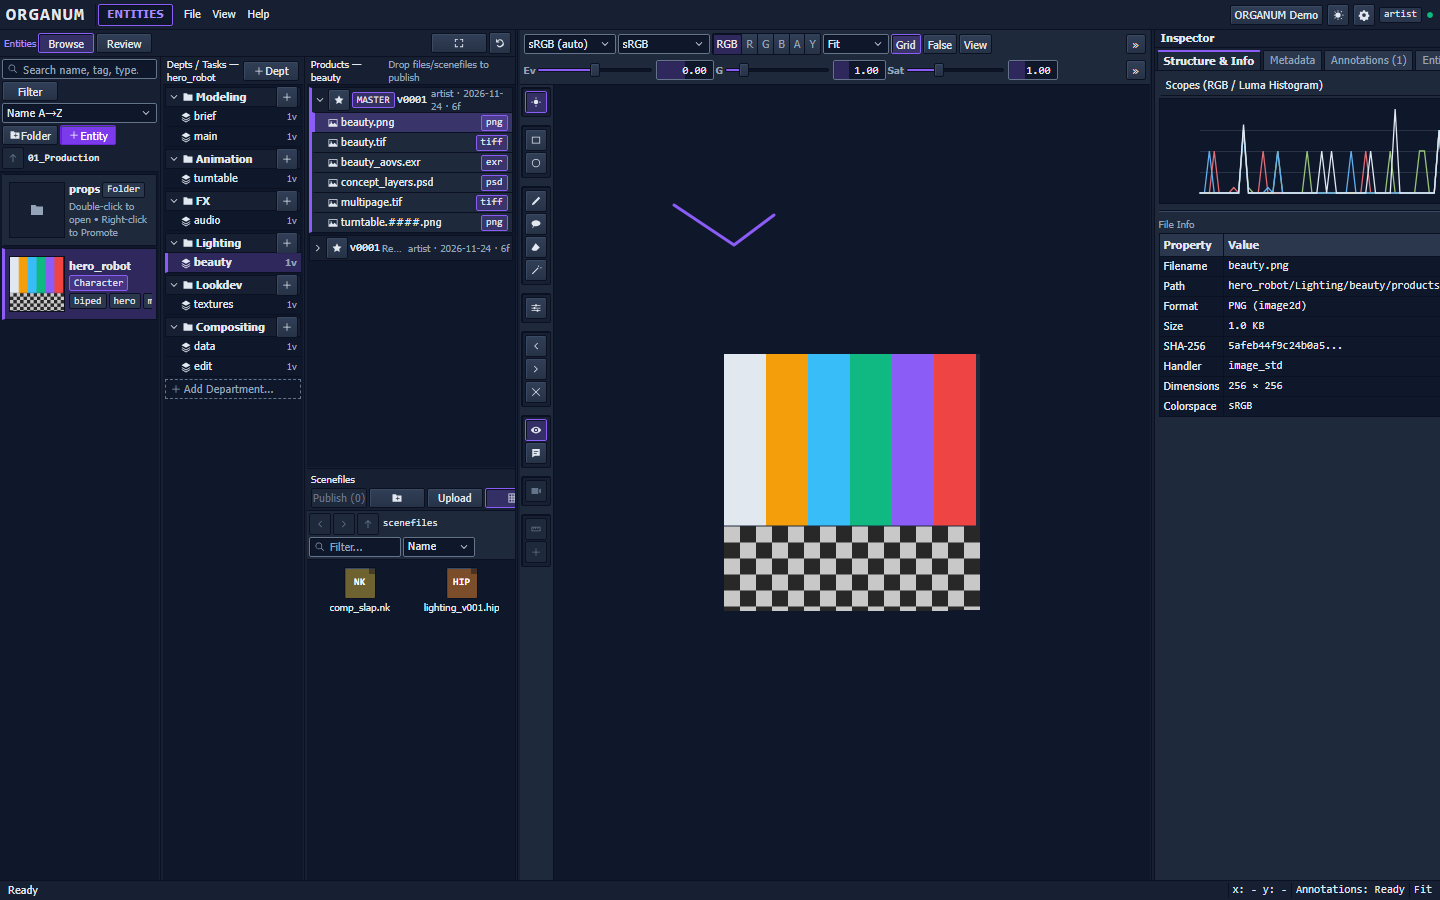 ORGANUM ENTITIES File View Help ORGANUM Demo artist
Entities Browse Review
Search name, tag, type.
Filter
Name A→Z
Folder + Entity
01_Production
props Folder
Double-click to
open • Right-click
to Promote
hero_robot
Character
biped hero
Depts / Tasks —
hero_robot
+ Dept
Modeling +
brief 1v
main 1v
Animation +
turntable 1v
FX +
audio 1v
Lighting +
beauty 1v
Lookdev +
textures 1v
Compositing +
data 1v
edit 1v
+ Add Department...
Products —
beauty
Drop files/scenefiles to
publish
MASTER v0001 artist · 2026-11-
24 · 6f
beauty.png png
beauty.tif tiff
beauty_aovs.exr exr
concept_layers.psd psd
multipage.tif tiff
turntable.####.png png
v0001 Re... artist · 2026-11-24 · 6f
Scenefiles
Publish (0) Upload
scenefiles
Filter... Name
NK
comp_slap.nk
HIP
lighting_v001.hip
sRGB (auto) sRGB RGB R G B A Y Fit Grid False View »
Ev 0.00 G 1.00 Sat 1.00 »
Inspector
Structure & Info Metadata Annotations (1) Enti
Scopes (RGB / Luma Histogram)
File Info
Property Value
Filename beauty.png
Path hero_robot/Lighting/beauty/products
Format PNG (image2d)
Size 1.0 KB
SHA-256 5afeb44f9c24b0a5...
Handler image_std
Dimensions 256 × 256
Colorspace sRGB
Ready
x: - y: - Annotations: Ready Fit